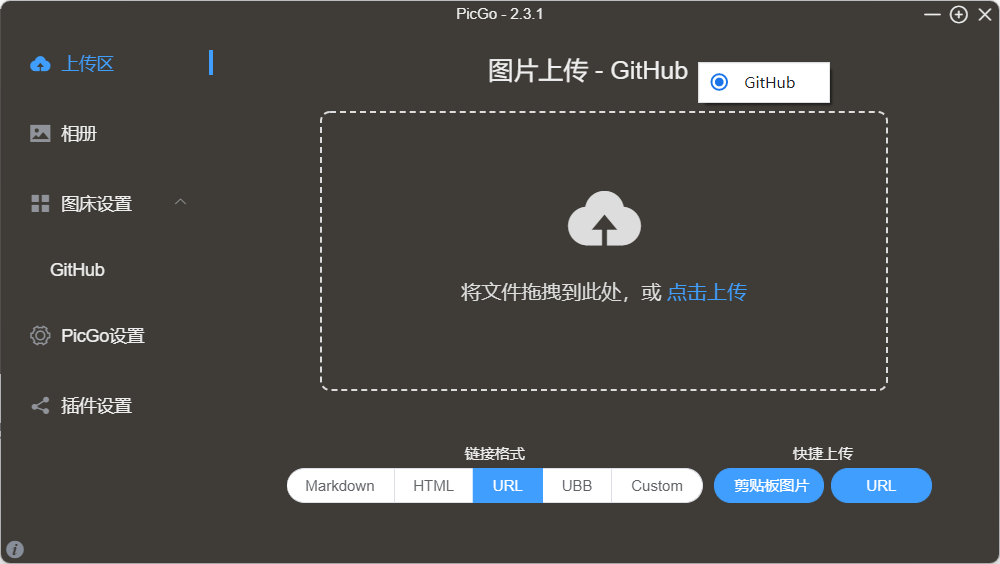 PicGo - 2.3.1
上传区
相册
图床设置
GitHub
PicGo设置
插件设置
图片上传 - GitHub
GitHub
将文件拖拽到此处，或 点击上传
链接格式
Markdown HTML URL UBB Custom
快捷上传
剪贴板图片 URL